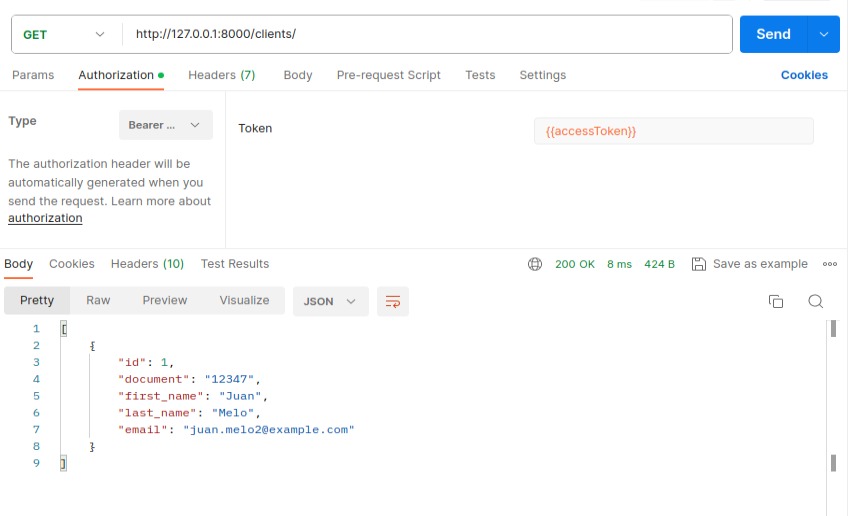 GET http://127.0.0.1:8000/clients/ Send
Params Authorization Headers (7) Body Pre-request Script Tests Settings Cookies
Type Bearer ...
Token {{accessToken}}
The authorization header will be
automatically generated when you
send the request. Learn more about
authorization
Body Cookies Headers (10) Test Results 200 OK 8 ms 424 B Save as example
Pretty Raw Preview Visualize JSON
1 [
2 {
3 "id": 1,
4 "document": "12347",
5 "first_name": "Juan",
6 "last_name": "Melo",
7 "email": "juan.melo2@example.com"
8 }
9 ]